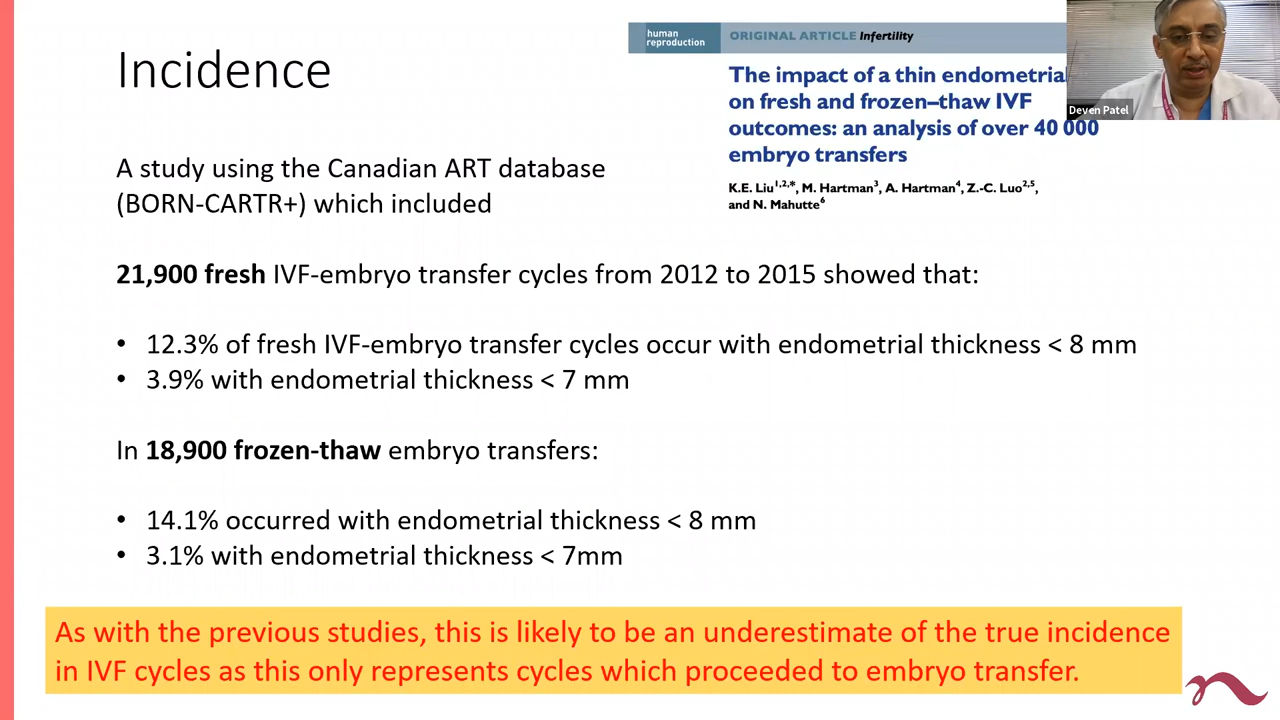 Incidence
human
reproduction
ORIGINAL ARTICLE Infertility
The impact of a thin endometrial
on fresh and frozen–thaw IVF
outcomes: an analysis of over 40 000
embryo transfers
K.E. Liu1,2,*, M. Hartman3, A. Hartman4, Z.-C. Luo2,5,
and N. Mahutte6
Deven Patel
A study using the Canadian ART database
(BORN-CARTR+) which included
21,900 fresh IVF-embryo transfer cycles from 2012 to 2015 showed that:
• 12.3% of fresh IVF-embryo transfer cycles occur with endometrial thickness < 8 mm
• 3.9% with endometrial thickness < 7 mm
In 18,900 frozen-thaw embryo transfers:
• 14.1% occurred with endometrial thickness < 8 mm
• 3.1% with endometrial thickness < 7mm
As with the previous studies, this is likely to be an underestimate of the true incidence
in IVF cycles as this only represents cycles which proceeded to embryo transfer.